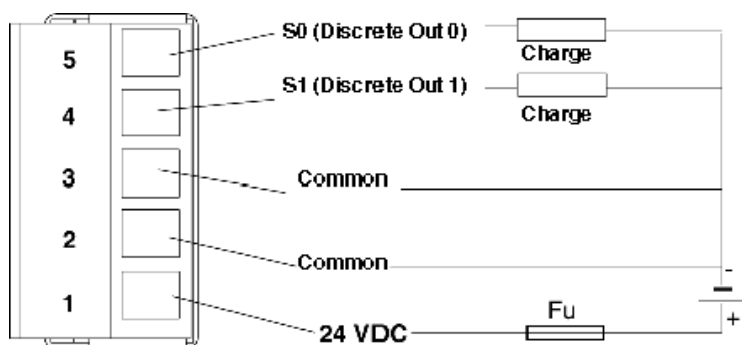 5
S0 (Discrete Out 0)
Charge
4
S1 (Discrete Out 1)
Charge
3
Common
2
Common
-
1
24 VDC
Fu
+